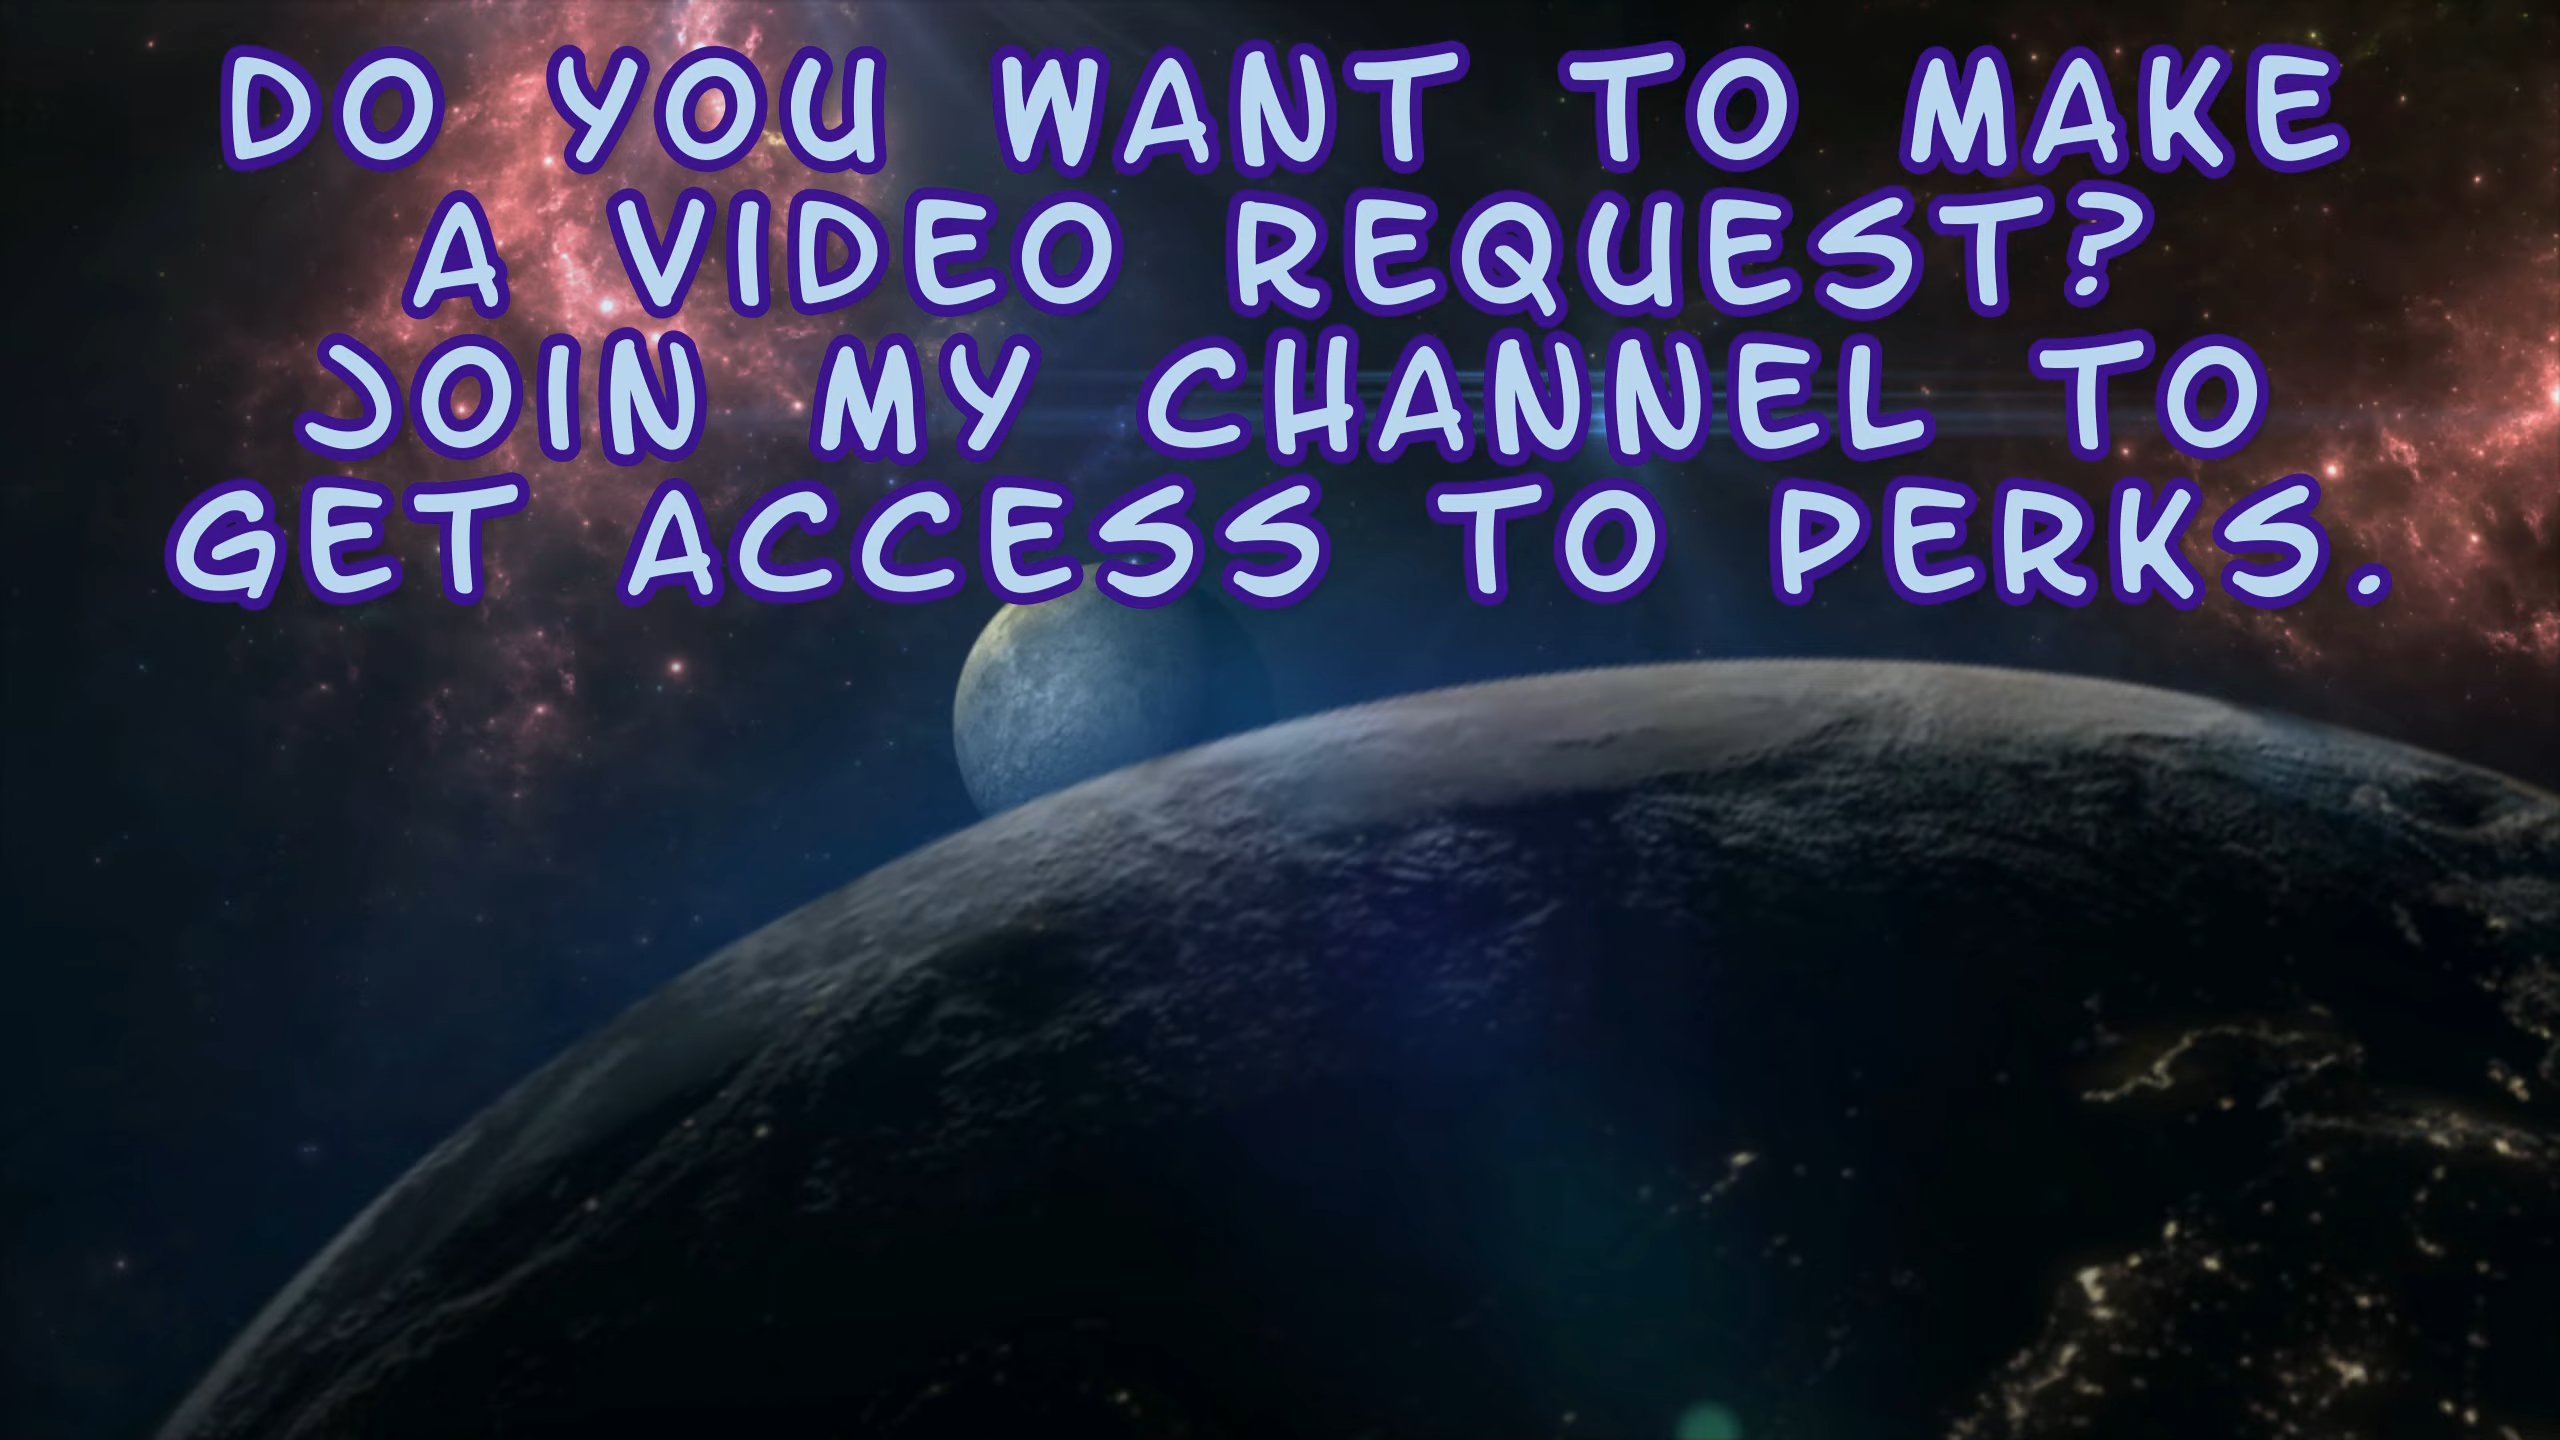 DO YOU WANT TO MAKE
A VIDEO REQUEST?
JOIN MY CHANNEL TO
GET ACCESS TO PERKS.